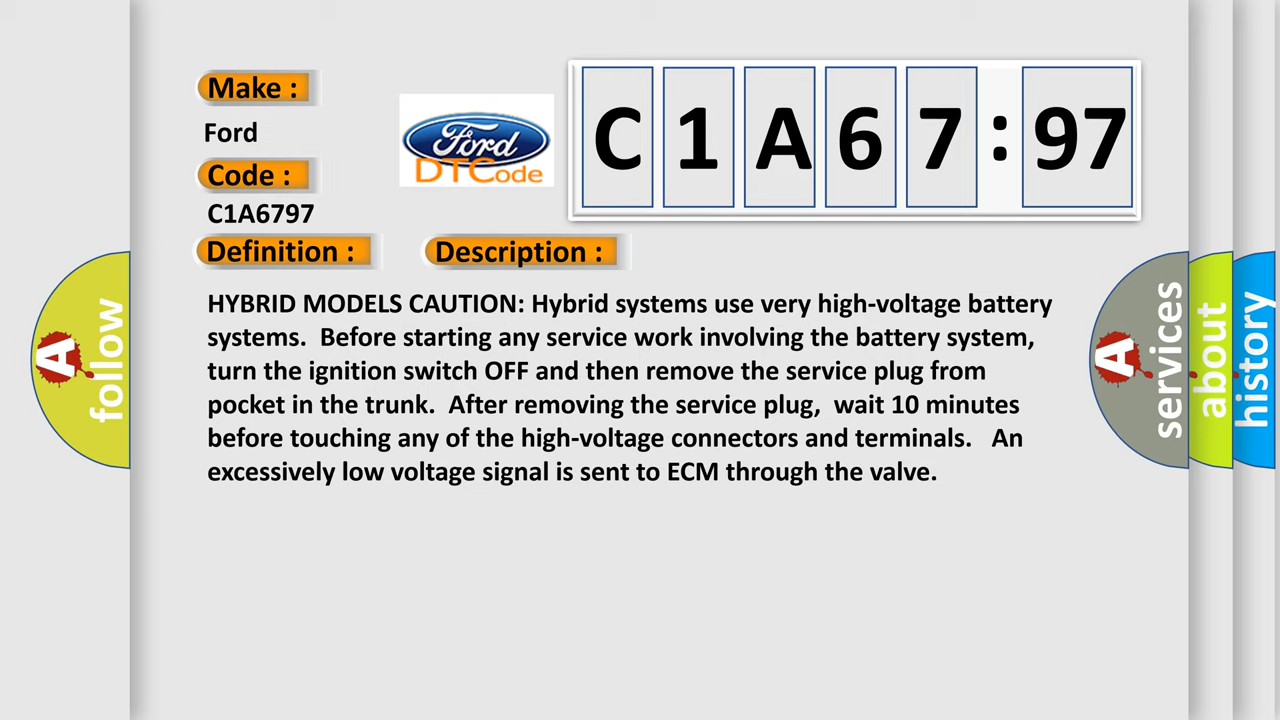 Make :
Ford
Code :
C1A6797
Ford
DTCode
C1A67:97
Definition :
Description :
HYBRID MODELS CAUTION: Hybrid systems use very high-voltage battery
systems. Before starting any service work involving the battery system,
turn the ignition switch OFF and then remove the service plug from
pocket in the trunk. After removing the service plug, wait 10 minutes
before touching any of the high-voltage connectors and terminals. An
excessively low voltage signal is sent to ECM through the valve.
A
follow
A
services
about
history